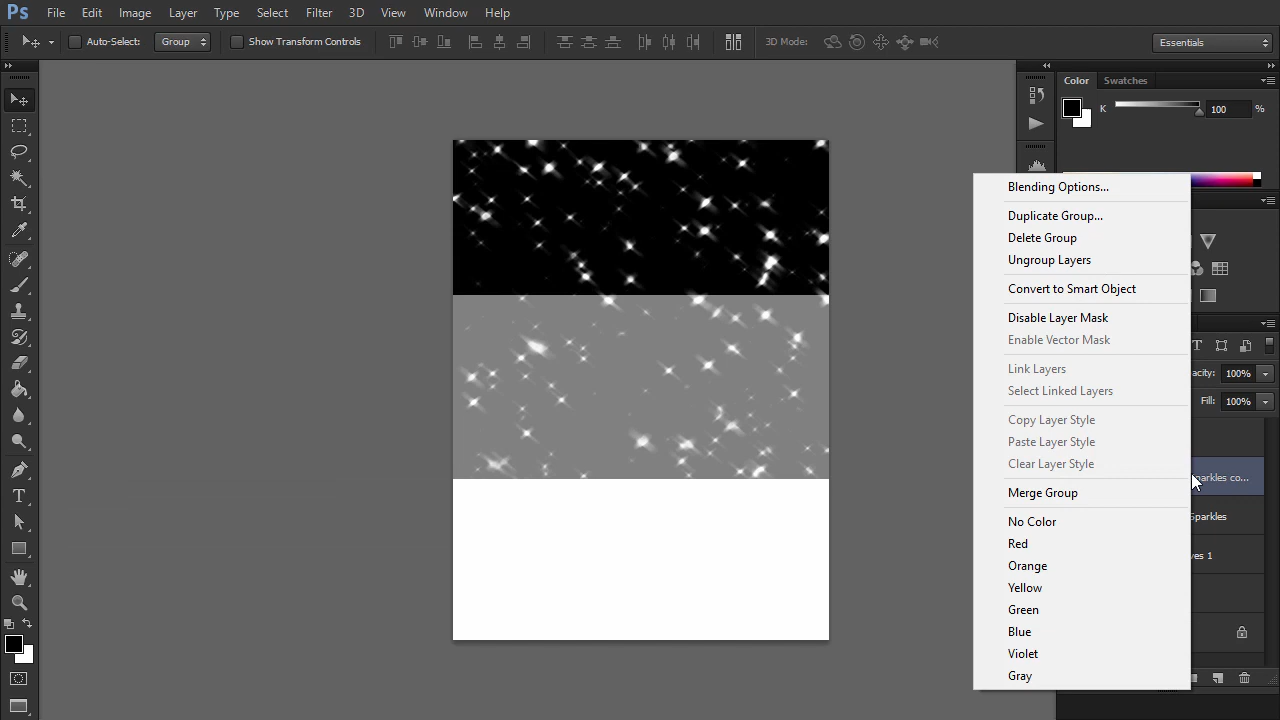 Ps File Edit Image Layer Type Select Filter 3D View Window Help
Auto-Select: Group Show Transform Controls 3D Mode: Essentials
Color Swatches
K 100 %
Blending Options...
Duplicate Group...
Delete Group
Ungroup Layers
Convert to Smart Object
Disable Layer Mask
Enable Vector Mask
Link Layers
acity: 100%
Select Linked Layers
Fill: 100%
Copy Layer Style
Paste Layer Style
Clear Layer Style
parkles co...
Merge Group
Sparkles
No Color
Red
ves 1
Orange
Yellow
Green
Blue
Violet
Gray